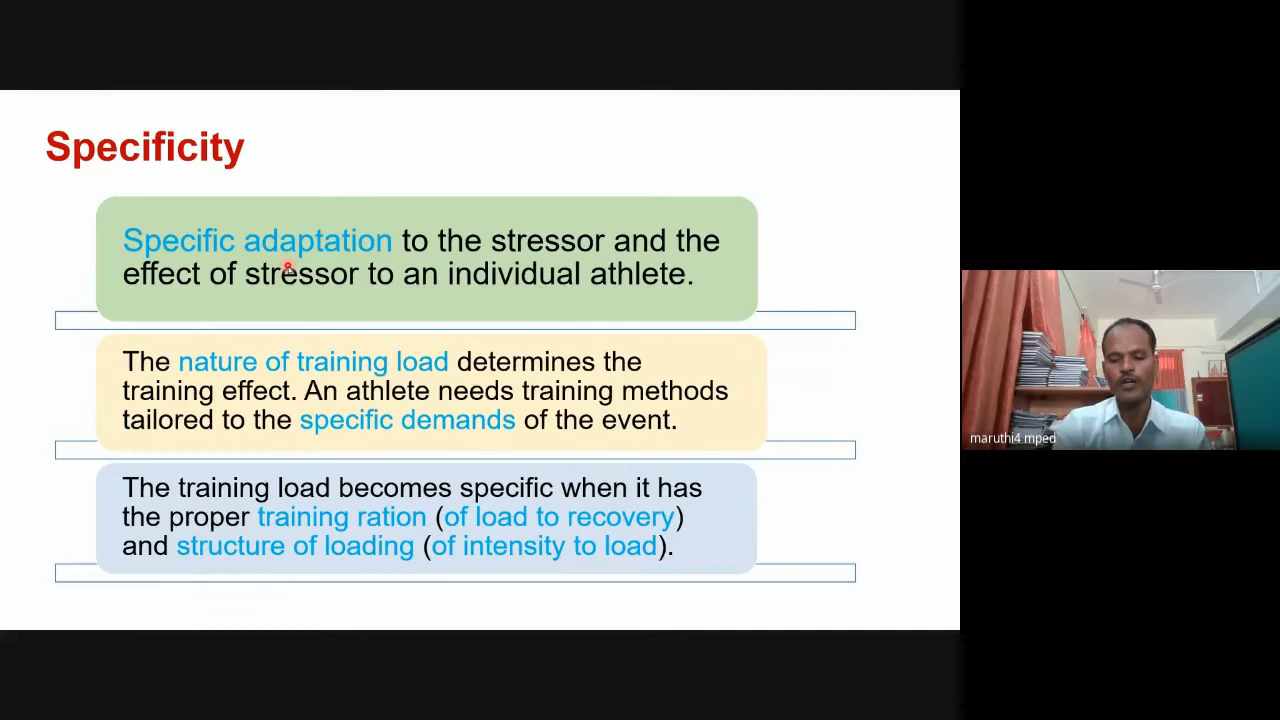 Specificity
Specific adaptation to the stressor and the
effect of stressor to an individual athlete.
The nature of training load determines the
training effect. An athlete needs training methods
tailored to the specific demands of the event.
The training load becomes specific when it has
the proper training ration (of load to recovery)
and structure of loading (of intensity to load).
maruthi4 mped